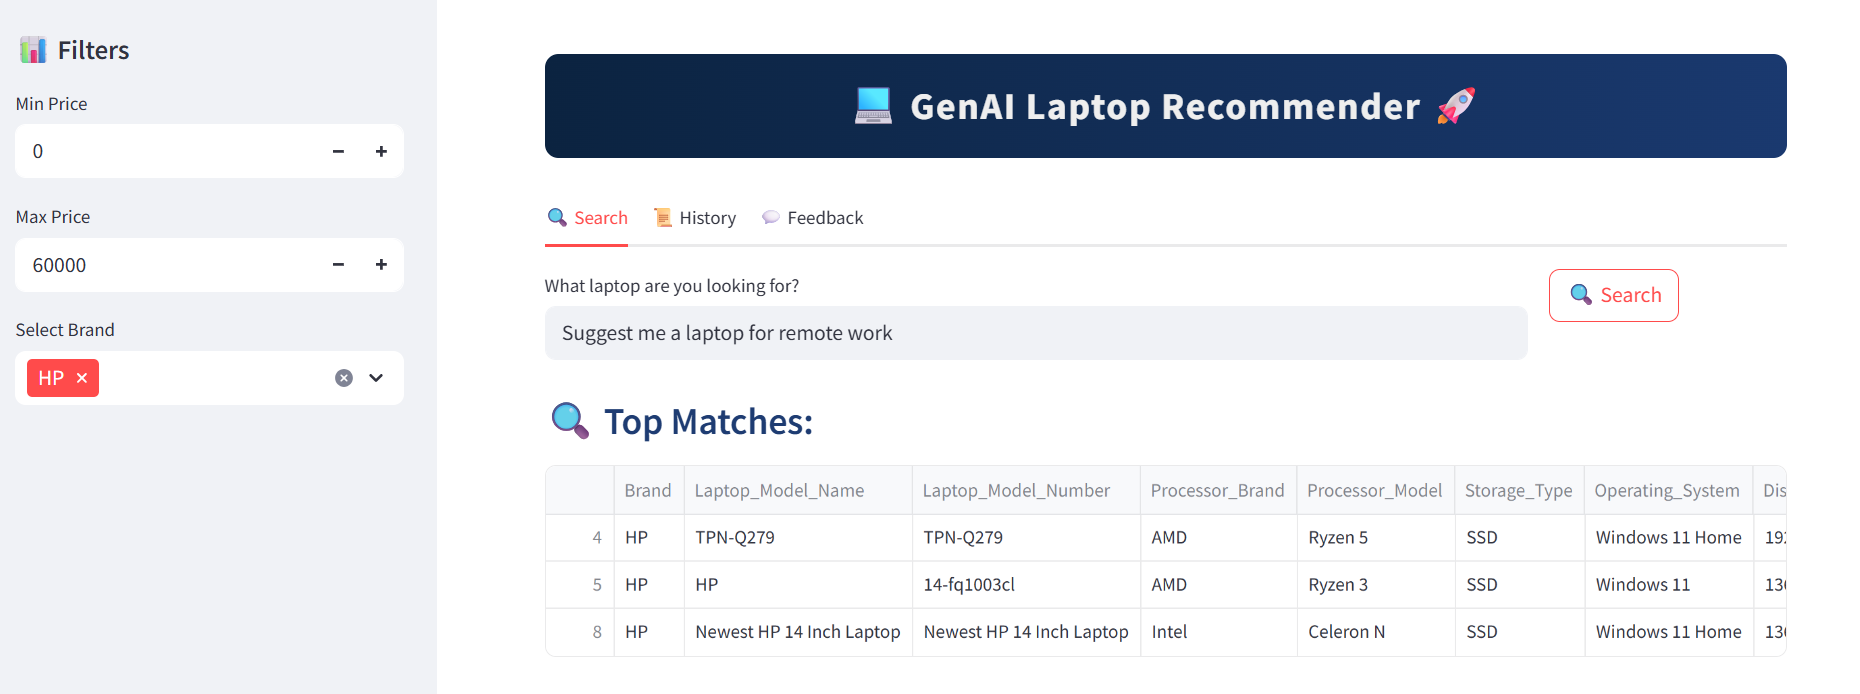 Filters
Min Price
0
Max Price
60000
Select Brand
HP
GenAI Laptop Recommender
Search History Feedback
What laptop are you looking for?
Suggest me a laptop for remote work
Search
Top Matches:
Brand Laptop_Model_Name Laptop_Model_Number Processor_Brand Processor_Model Storage_Type Operating_System
4 HP TPN-Q279 TPN-Q279 AMD Ryzen 5 SSD Windows 11 Home
5 HP HP 14-fq1003cl AMD Ryzen 3 SSD Windows 11
8 HP Newest HP 14 Inch Laptop Newest HP 14 Inch Laptop Intel Celeron N SSD Windows 11 Home